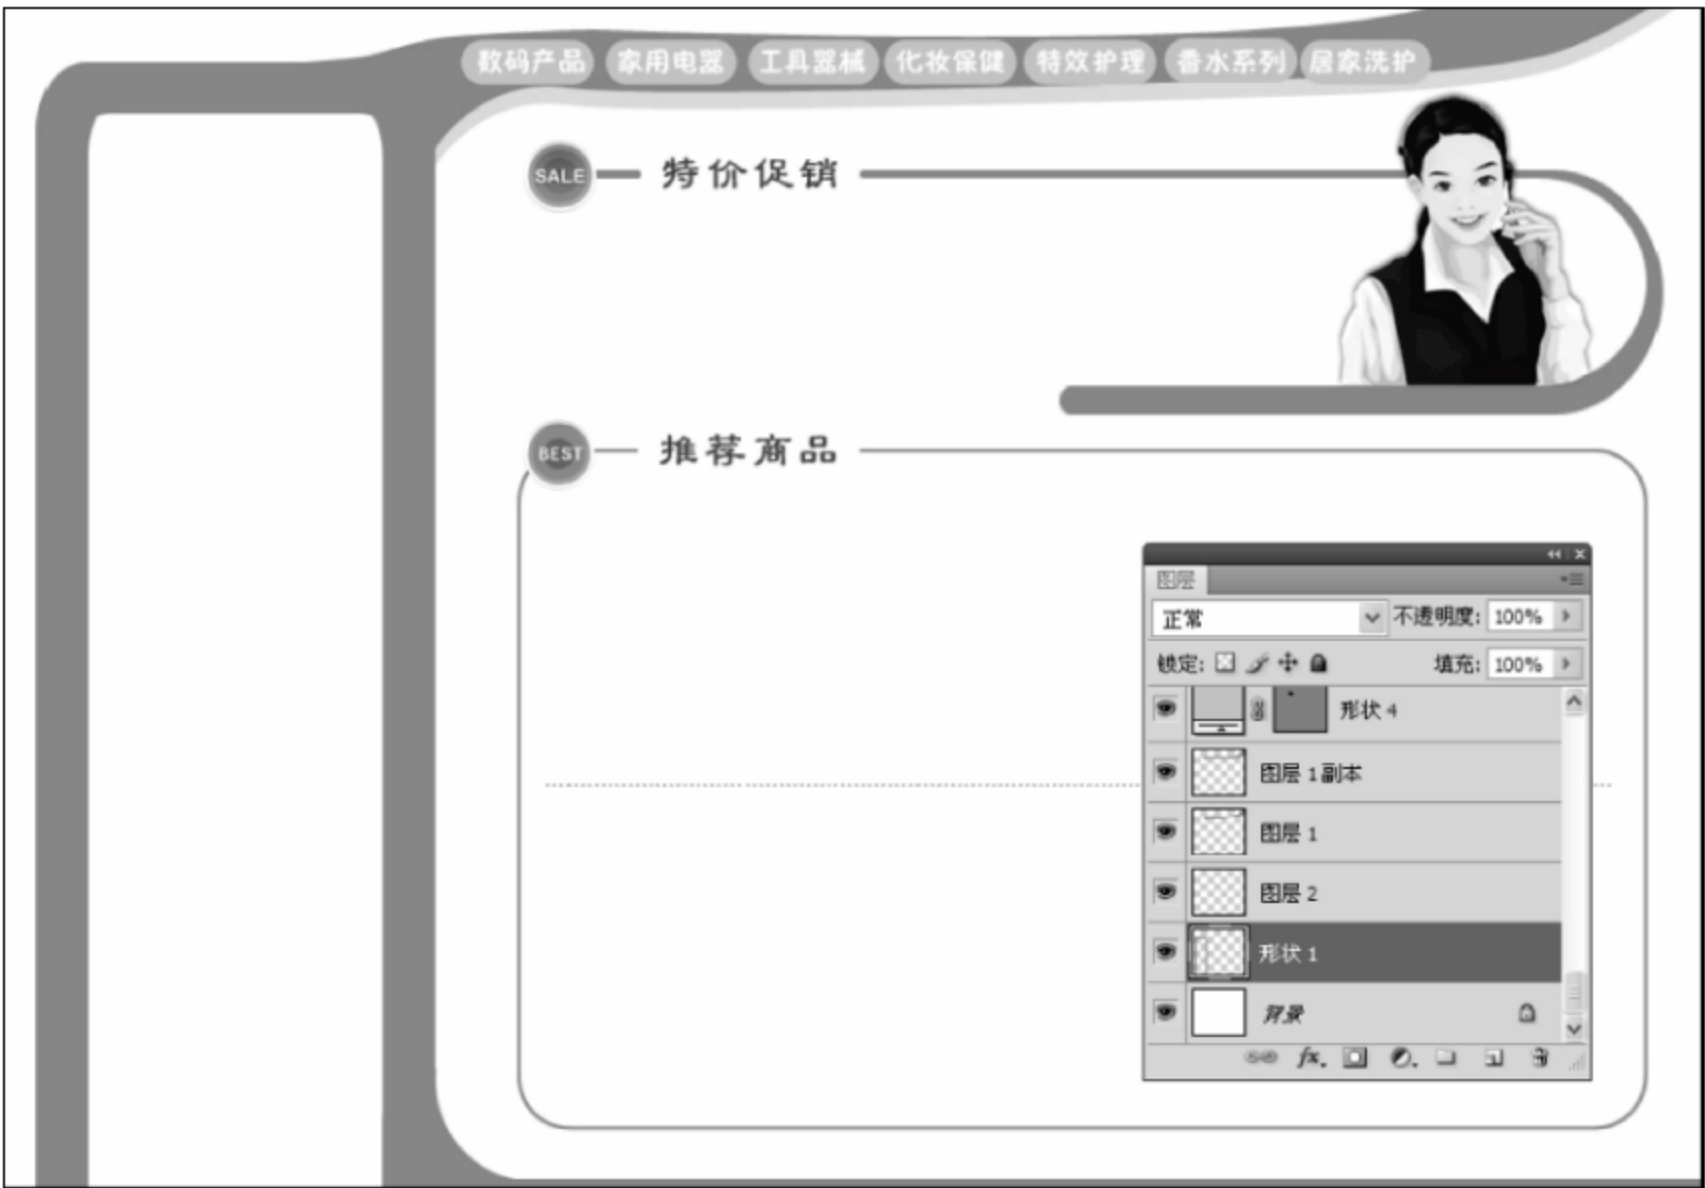 数码产品 家用电器 工具器械 化妆保健 特效护理 香水系列 居家洗护
SALE 特价促销
BEST 推荐商品
图层
正常 不透明度: 100%
锁定: 填充: 100%
形状 4
图层 1 副本
图层 1
图层 2
形状 1
背景
fx.